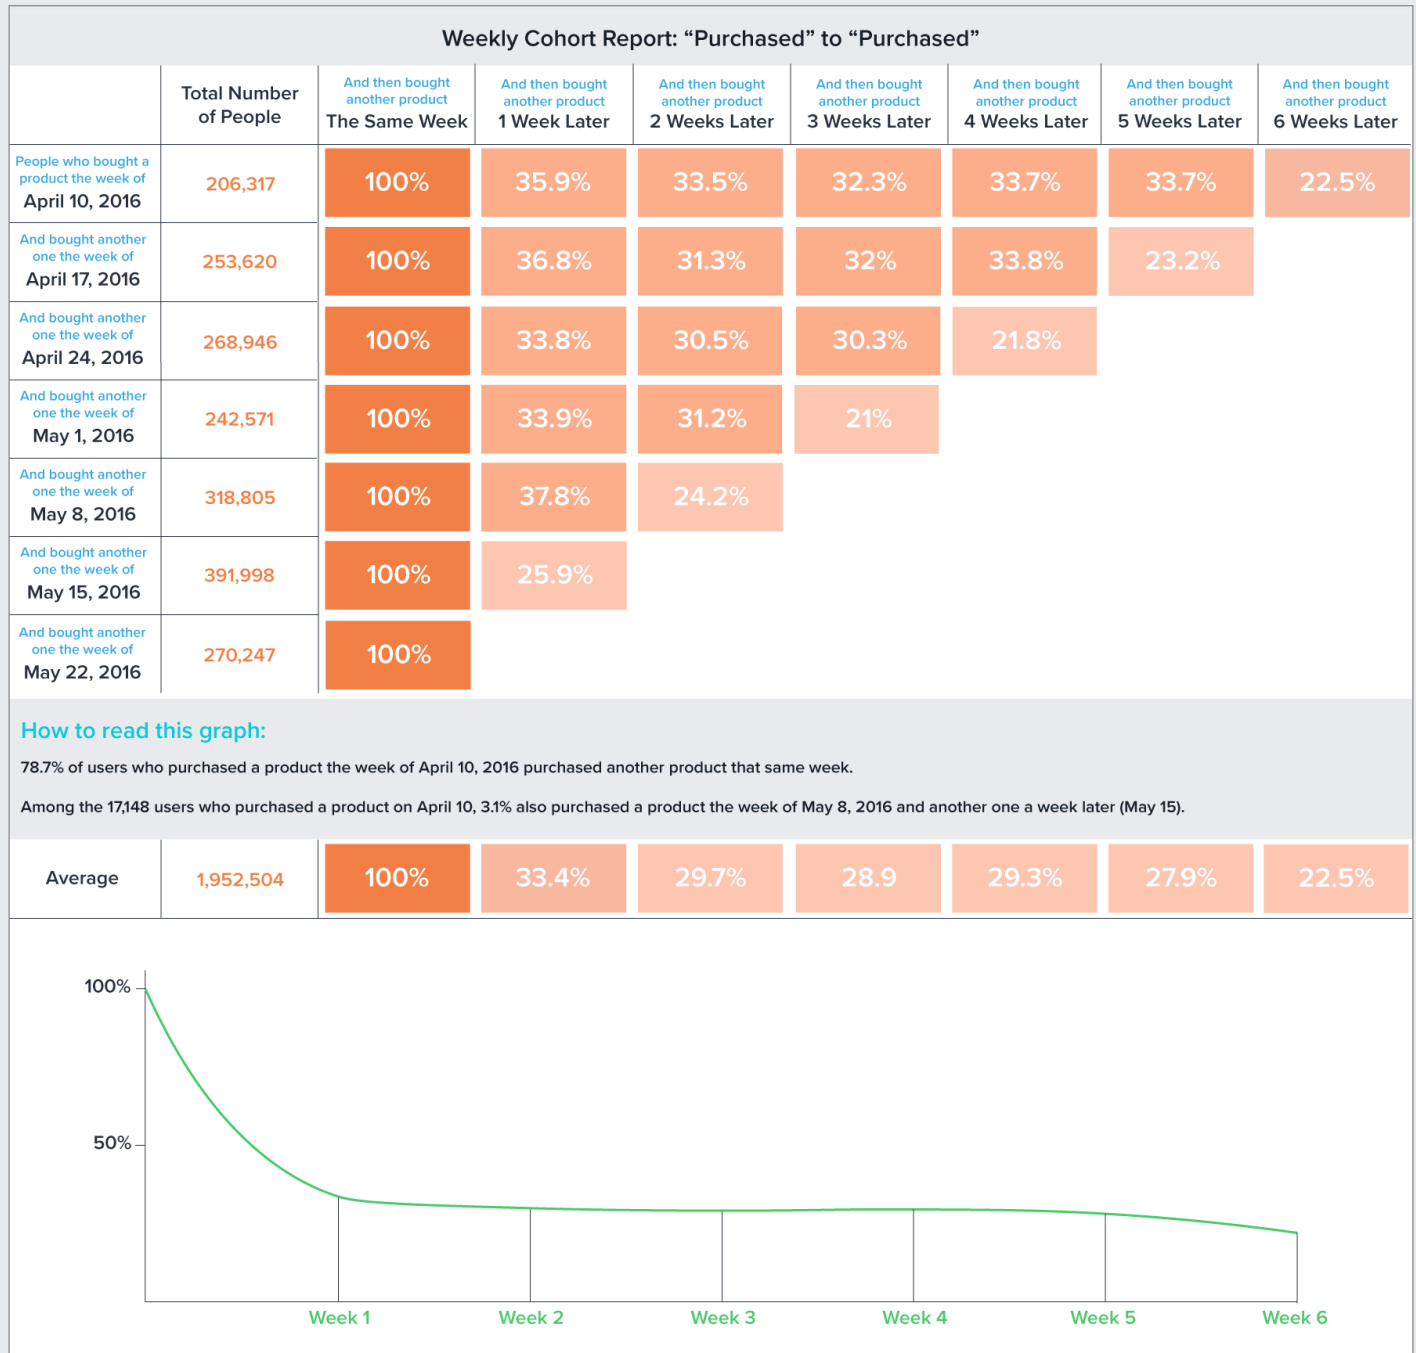 Weekly Cohort Report: “Purchased” to “Purchased”
Total Number
of People
And then bought
another product
The Same Week
And then bought
another product
1 Week Later
And then bought
another product
2 Weeks Later
And then bought
another product
3 Weeks Later
And then bought
another product
4 Weeks Later
And then bought
another product
5 Weeks Later
And then bought
another product
6 Weeks Later
People who bought a
product the week of
April 10, 2016
206,317
100%
35.9%
33.5%
32.3%
33.7%
33.7%
22.5%
And bought another
one the week of
April 17, 2016
253,620
100%
36.8%
31.3%
32%
33.8%
23.2%
And bought another
one the week of
April 24, 2016
268,946
100%
33.8%
30.5%
30.3%
21.8%
And bought another
one the week of
May 1, 2016
242,571
100%
33.9%
31.2%
21%
And bought another
one the week of
May 8, 2016
318,805
100%
37.8%
24.2%
And bought another
one the week of
May 15, 2016
391,998
100%
25.9%
And bought another
one the week of
May 22, 2016
270,247
100%
How to read this graph:
78.7% of users who purchased a product the week of April 10, 2016 purchased another product that same week.
Among the 17,148 users who purchased a product on April 10, 3.1% also purchased a product the week of May 8, 2016 and another one a week later (May 15).
Average
1,952,504
100%
33.4%
29.7%
28.9
29.3%
27.9%
22.5%
100%
50%
Week 1
Week 2
Week 3
Week 4
Week 5
Week 6